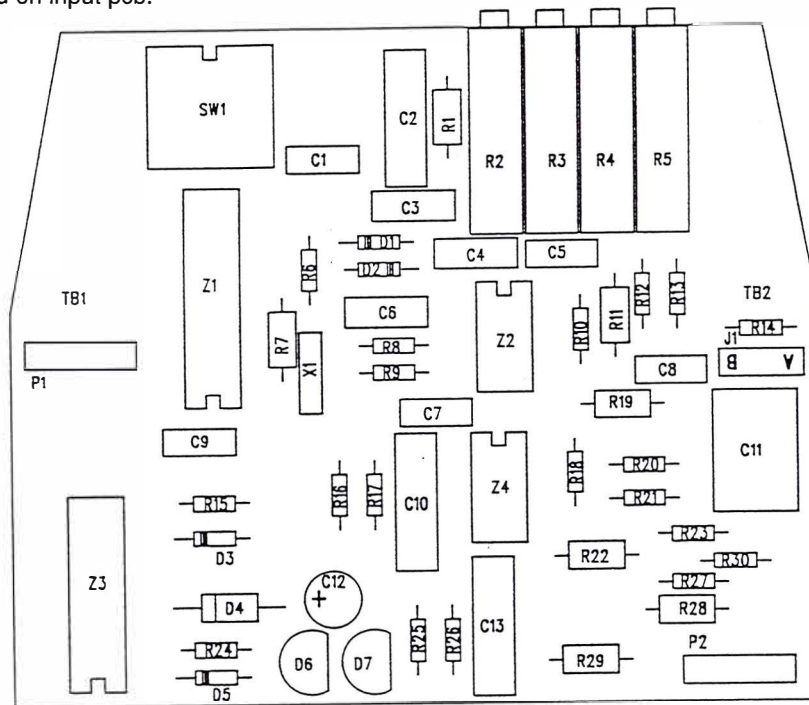 d on input pcb.
SW1
C2
R1
C1
R2
R3
R4
R5
C3
D1
C4
C5
D2
R6
Z1
TB1
R12
R13
TB2
C6
R7
R8
Z2
R10
R11
R14
J1
X1
R9
C8
B A
P1
R19
C7
C9
C11
R18
R20
R16
R17
C10
Z4
R21
R15
R23
D3
R22
R30
Z3
C12
+
R27
D4
R28
R25
R26
C13
R24
D6
D7
R29
P2
D5